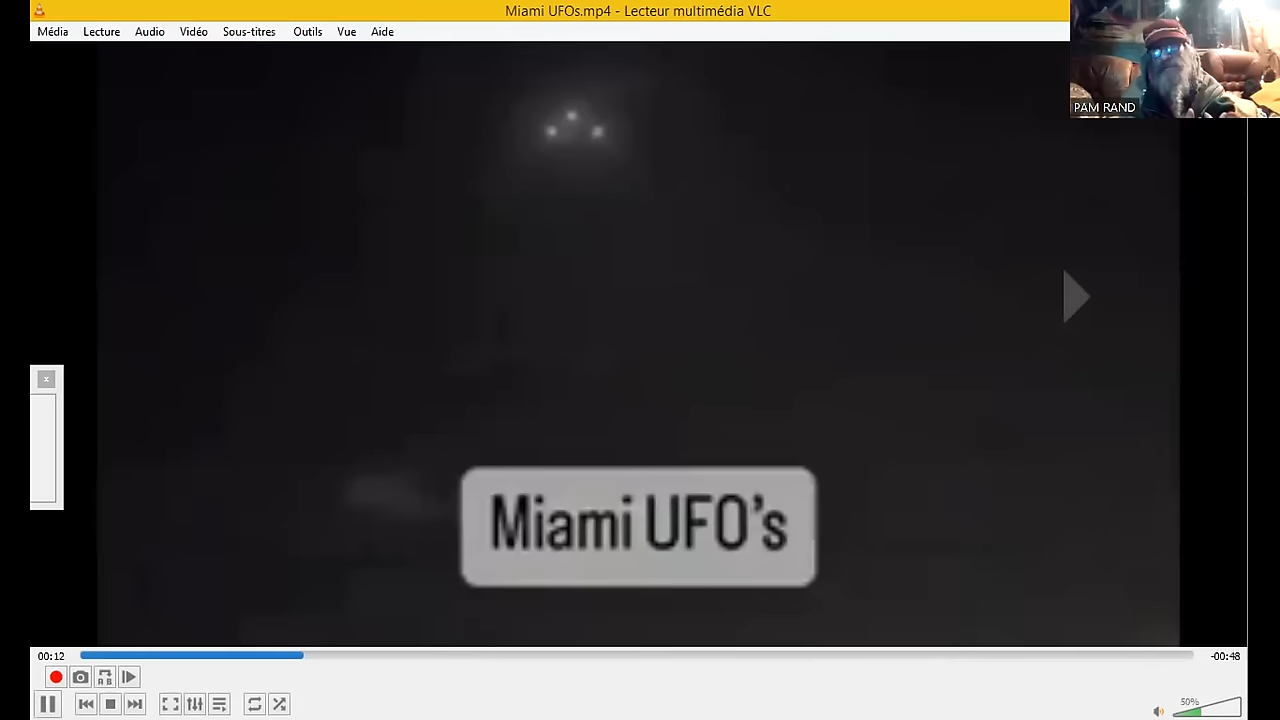 Miami UFOs.mp4 - Lecteur multimédia VLC
Média Lecture Audio Vidéo Sous-titres Outils Vue Aide
PAM RAND
x
Miami UFO's
00:12
-00:48
A B
50%